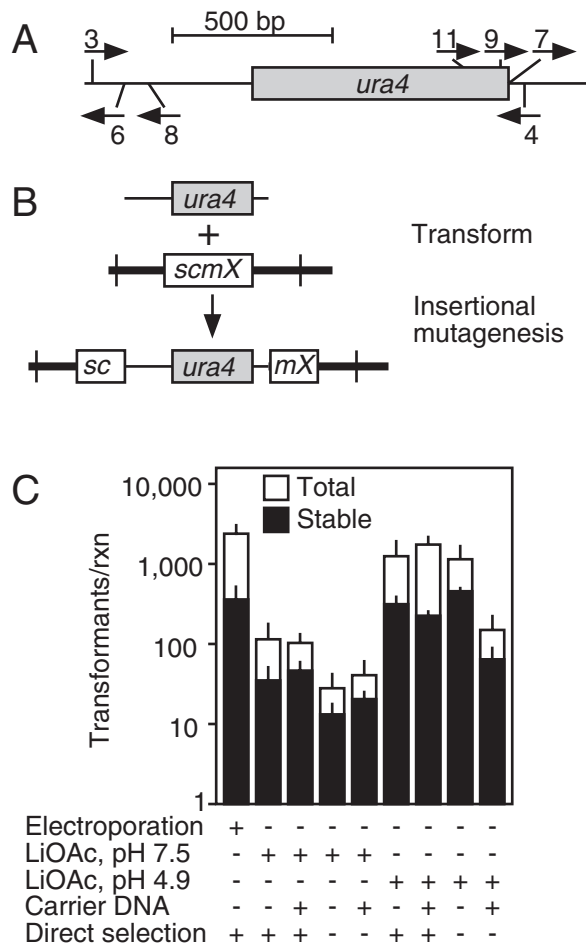 A
500 bp
3
11 9 7
ura4
6 8
4
B
ura4
+
Transform
scmX
Insertional
mutagenesis
sc ura4 mX
C
10,000
1,000
100
10
1
Transformants/rxn
Total
Stable
Electroporation + - - - - - - - -
LiOAc, pH 7.5 - + + + + - - - -
LiOAc, pH 4.9 - - - - - + + + +
Carrier DNA - - + - + - + - +
Direct selection + + + - - + + - -